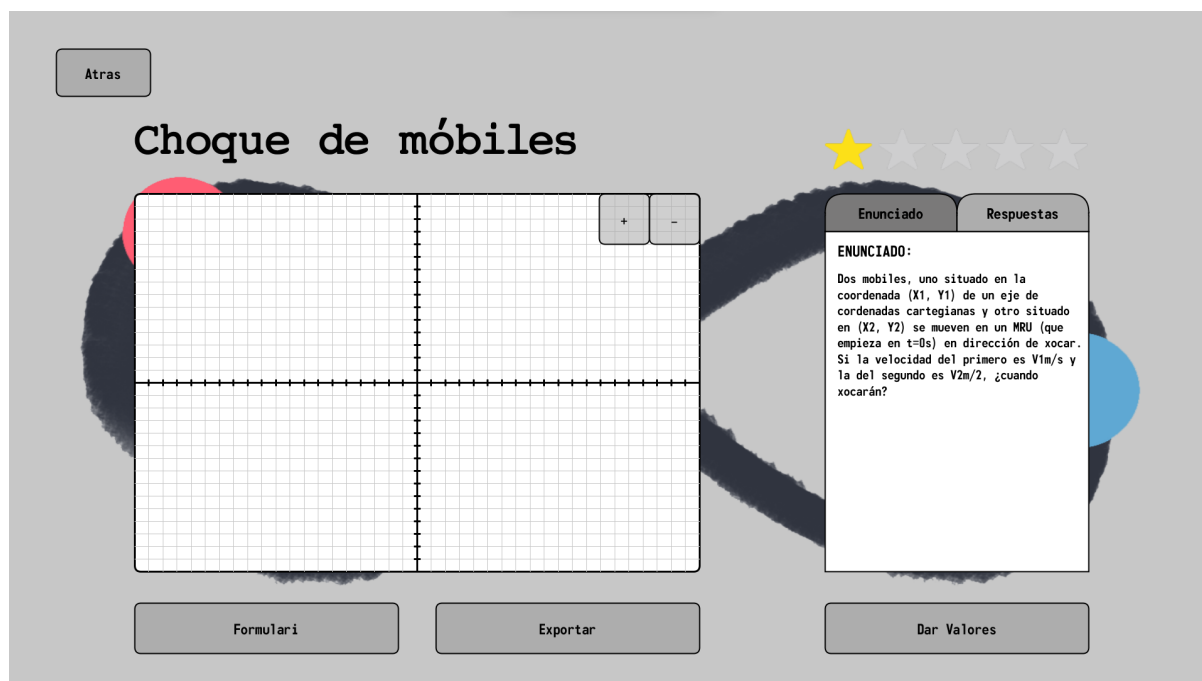 Atras
Choque de móbiles
+
-
Enunciado
Respuestas
ENUNCIADO:
Dos mobiles, uno situado en la
coordenada (X1, Y1) de un eje de
cordenadas cartegianas y otro situado
en (X2, Y2) se mueven en un MRU (que
empieza en t=0s) en dirección de xocar.
Si la velocidad del primero es V1m/s y
la del segundo es V2m/2, ¿cuando
xocarán?
Formulari
Exportar
Dar Valores